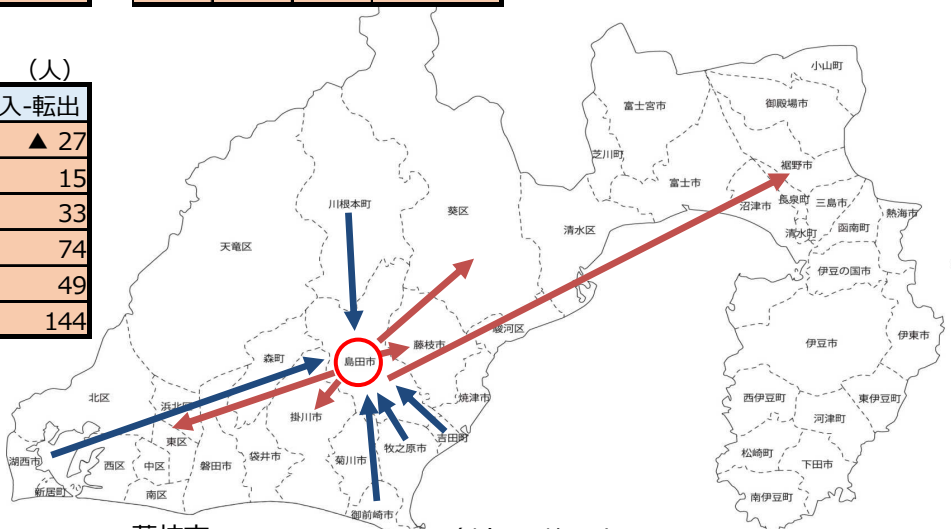 （人）
入-転出
▲ 27
15
33
74
49
144
小山町
富士宮市
御殿場市
芝川町
裾野市
富士市
沼津市
長泉町
三島市
熱海市
川根本町
葵区
清水区
清水町
函南町
天竜区
伊豆の国市
駿河区
伊東市
藤枝市
伊豆市
森町
島田市
北区
浜北区
掛川市
焼津市
西伊豆町
東伊豆町
河津町
東区
吉田町
湖西市
西区
中区
磐田市
袋井市
菊川市
牧之原市
松崎町
下田市
新居町
南区
南伊豆町
御前崎市